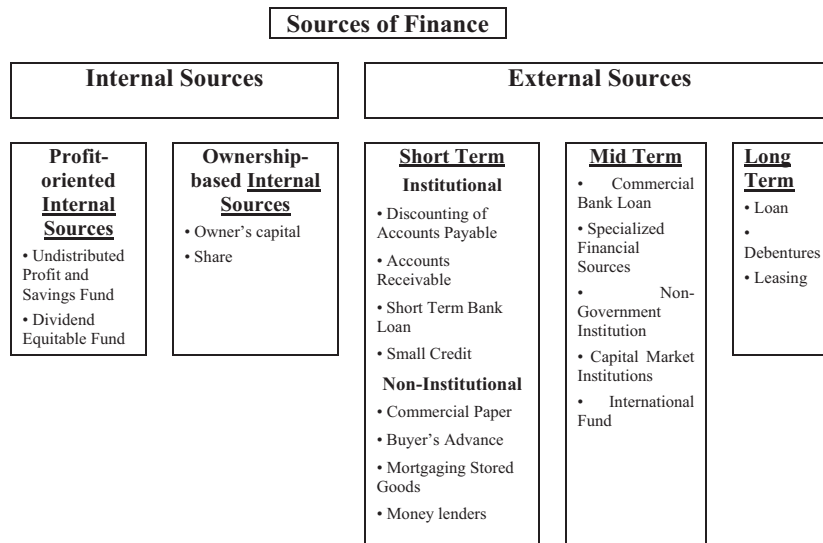 Sources of Finance
Internal Sources
External Sources
Profit-
oriented
Internal
Sources
• Undistributed
Profit and
Savings Fund
• Dividend
Equitable Fund
Ownership-
based Internal
Sources
• Owner's capital
• Share
Short Term
Institutional
• Discounting of
Accounts Payable
• Accounts
Receivable
• Short Term Bank
Loan
• Small Credit
Non-Institutional
• Commercial Paper
• Buyer's Advance
• Mortgaging Stored
Goods
• Money lenders
Mid Term
• Commercial
Bank Loan
• Specialized
Financial
Sources
• Non-
Government
Institution
• Capital Market
Institutions
• International
Fund
Long
Term
• Loan
•
Debentures
• Leasing